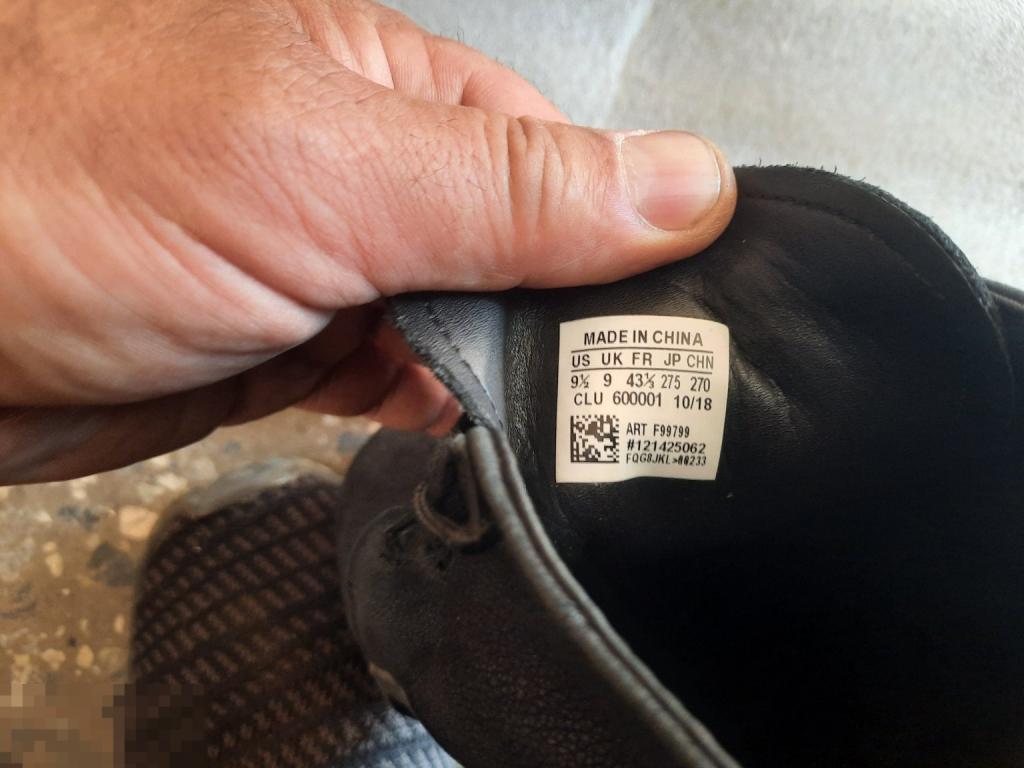 MADE IN CHINA
US UK FR JP CHN
9½ 9 43⅓ 275 270
CLU 600001 10/18
ART F99799
#121425062